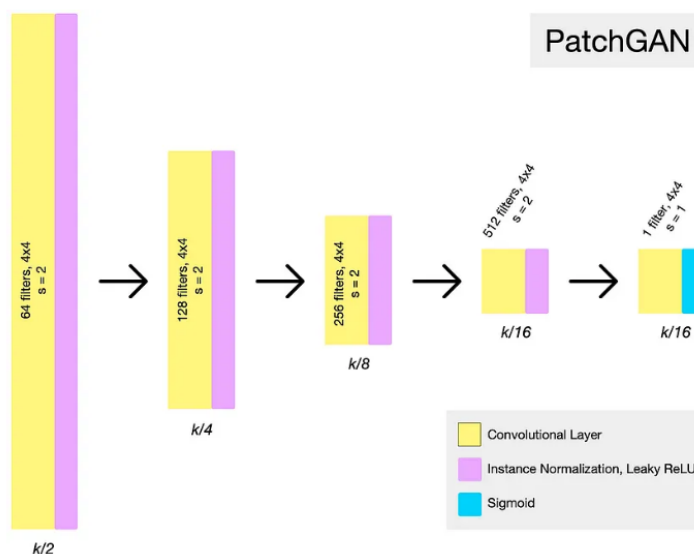 PatchGAN
64 filters, 4x4
s = 2
k/2
128 filters, 4x4
s = 2
k/4
256 filters, 4x4
s = 2
k/8
512 filters, 4x4
s = 2
k/16
1 filter, 4x4
s = 1
k/16
Convolutional Layer
Instance Normalization, Leaky ReLU
Sigmoid